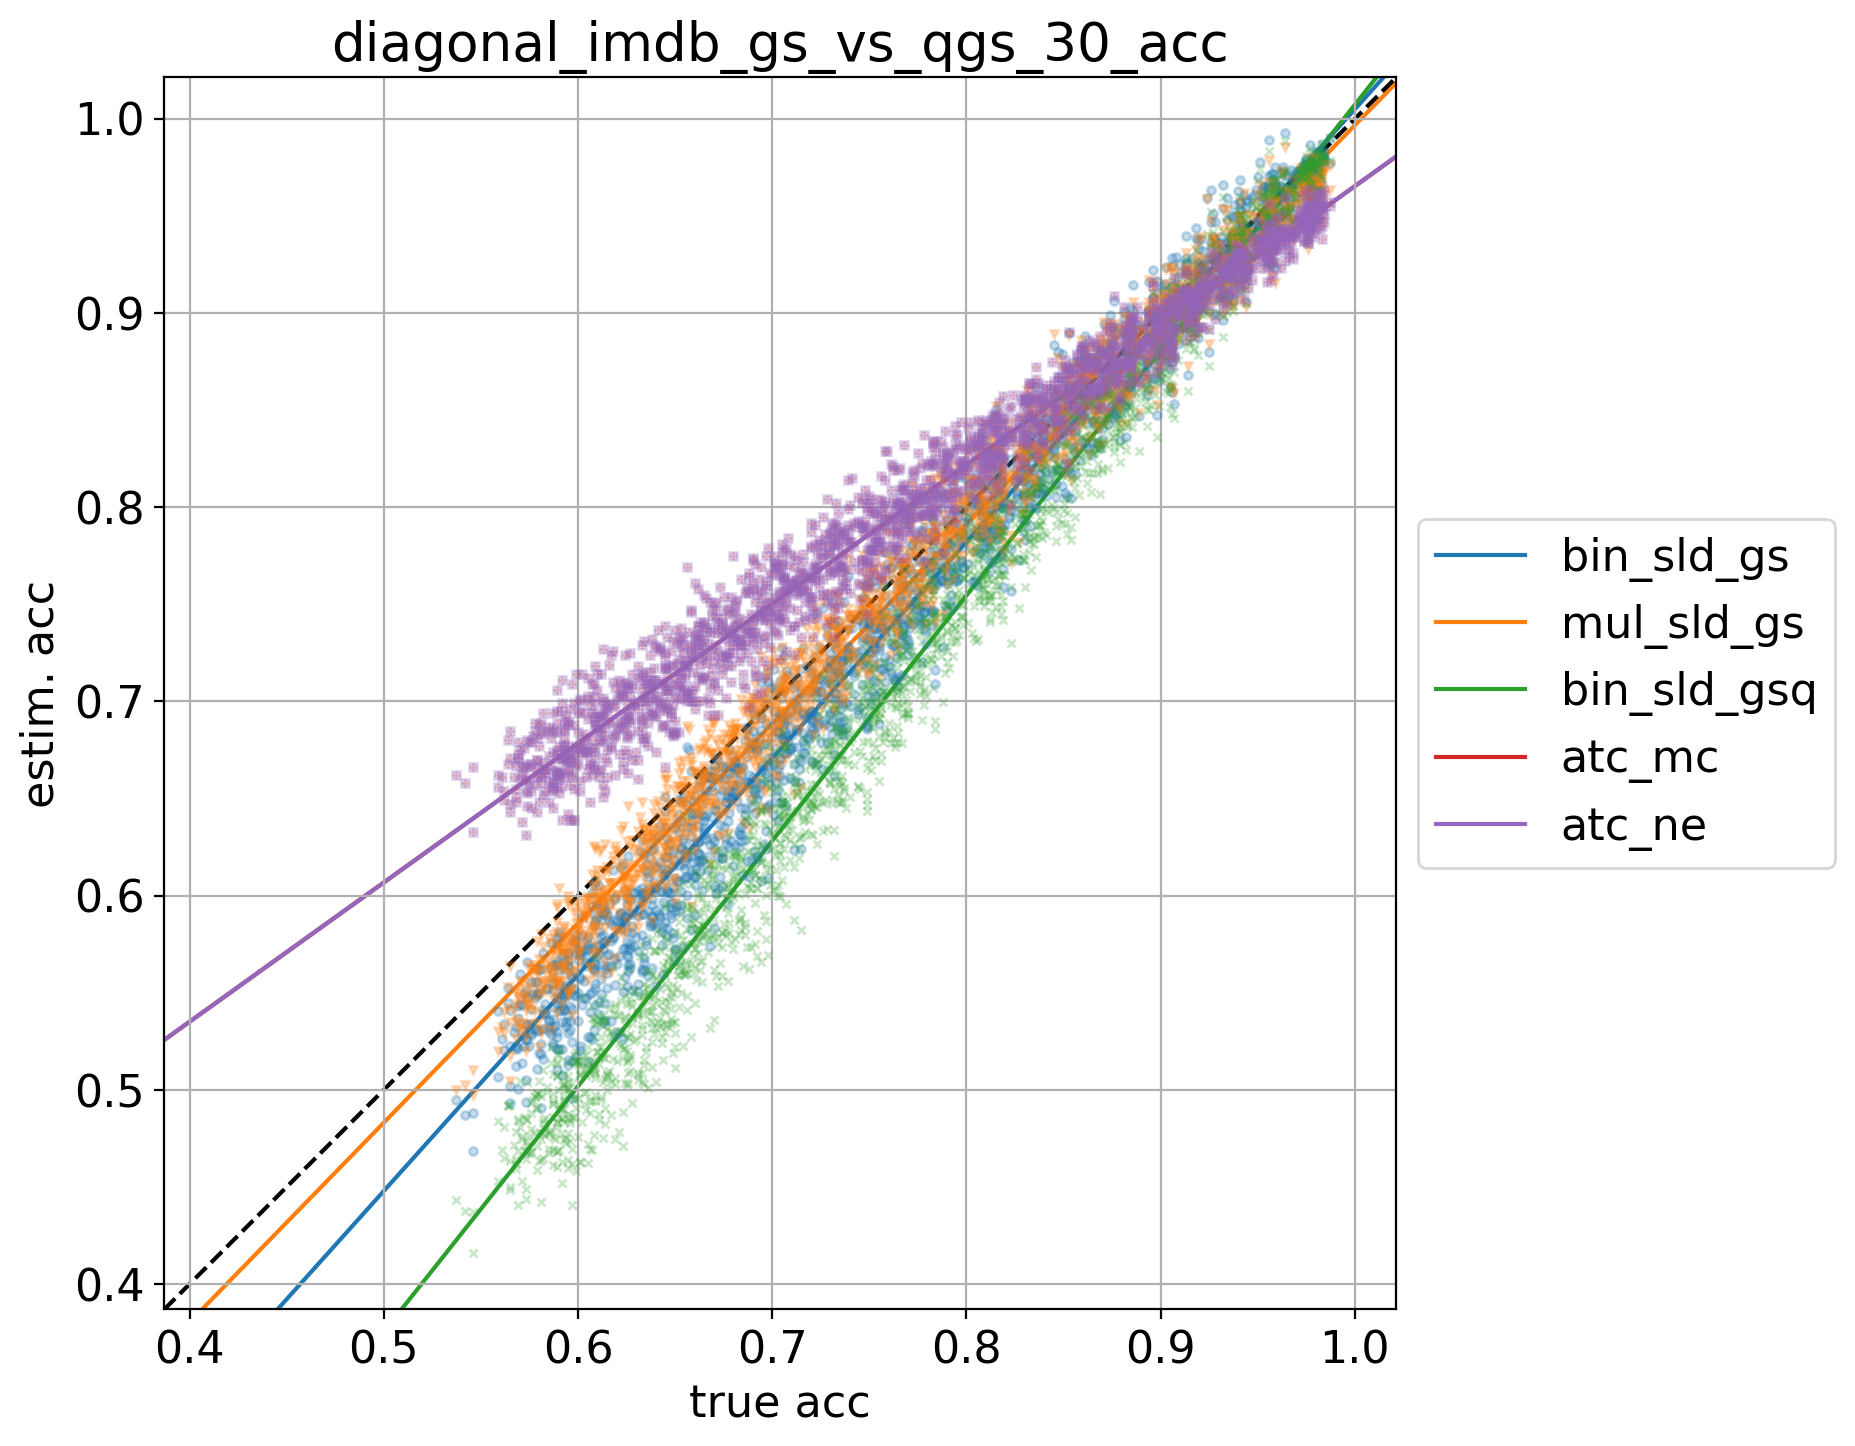 diagonal_imdb_gs_vs_qgs_30_acc
1.0
0.9
0.8
0.7
0.6
0.5
0.4
estim. acc
0.4 0.5 0.6 0.7 0.8 0.9 1.0
true acc
bin_sld_gs
mul_sld_gs
bin_sld_gsq
atc_mc
atc_ne